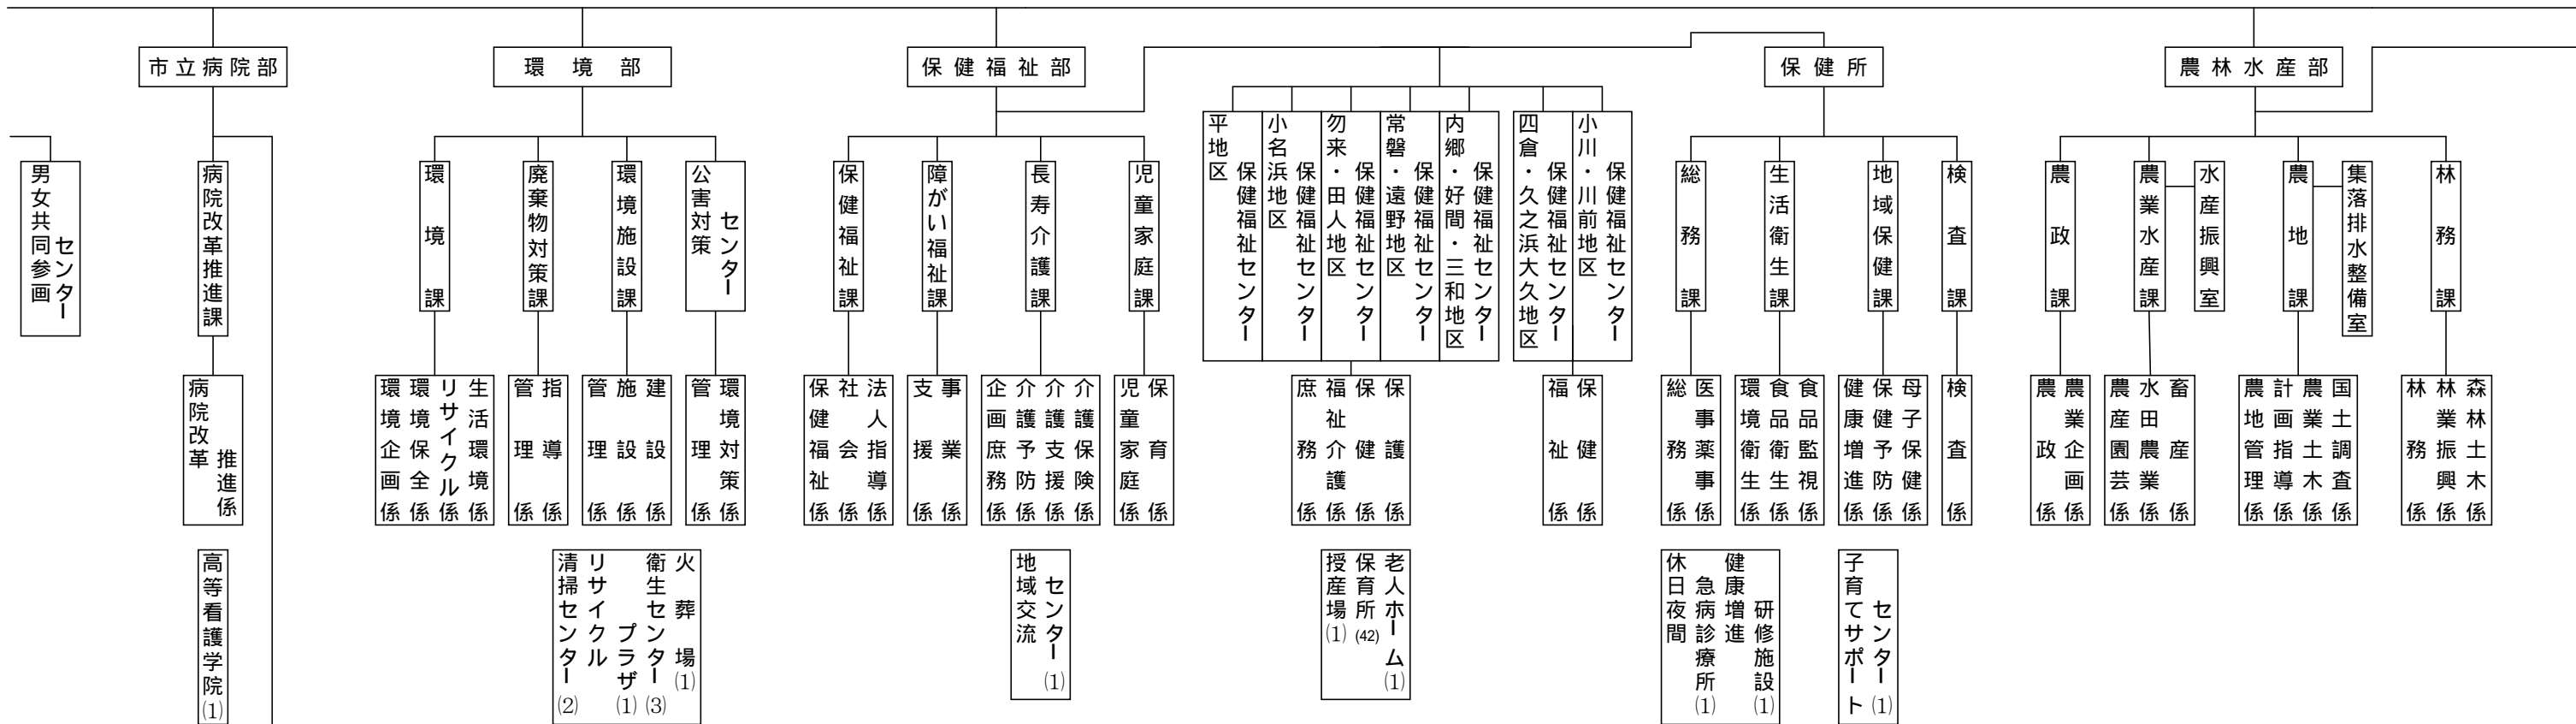 市立病院部
環境部
保健福祉部
保健所
農林水産部
男女共同参画
センター
病院改革推進課
環境課
廃棄物対策課
環境施設課
公害対策
センター
保健福祉課
障がい福祉課
長寿介護課
児童家庭課
平地区
保健福祉センター
小名浜地区
保健福祉センター
勿来・田人地区
保健福祉センター
常磐・遠野地区
保健福祉センター
内郷・好間・三和地区
保健福祉センター
四倉・久之浜大久地区
保健福祉センター
小川・川前地区
保健福祉センター
総務課
生活衛生課
地域保健課
検査課
農政課
農業水産課
水産振興室
農地課
集落排水整備室
林務課
病院改革
推進係
環境企画係
環境保全係
リサイクル係
生活環境係
管理係
指導係
管理係
施設係
建設係
管理係
環境対策係
保健福祉係
社会係
法人指導係
支援係
事業係
企画庶務係
介護予防係
介護支援係
介護保険係
児童家庭係
保育係
庶務係
福祉介護係
保健係
保護係
福祉係
保健係
総務係
医事薬事係
環境衛生係
食品衛生係
食品監視係
健康増進係
保健予防係
母子保健係
検査係
農政係
農業企画係
農産園芸係
水田農業係
畜産係
農地管理係
計画指導係
農業土木係
国土調査係
林務係
林業振興係
森林土木係
高等看護学院(1)
清掃センター(2)
リサイクル
プラザ(1)
衛生センター(3)
火葬場(1)
地域交流
センター(1)
授産場(1)
保育所(42)
老人ホーム(1)
休日夜間
急病診療所(1)
健康増進
研修施設(1)
子育てサポート
センター(1)